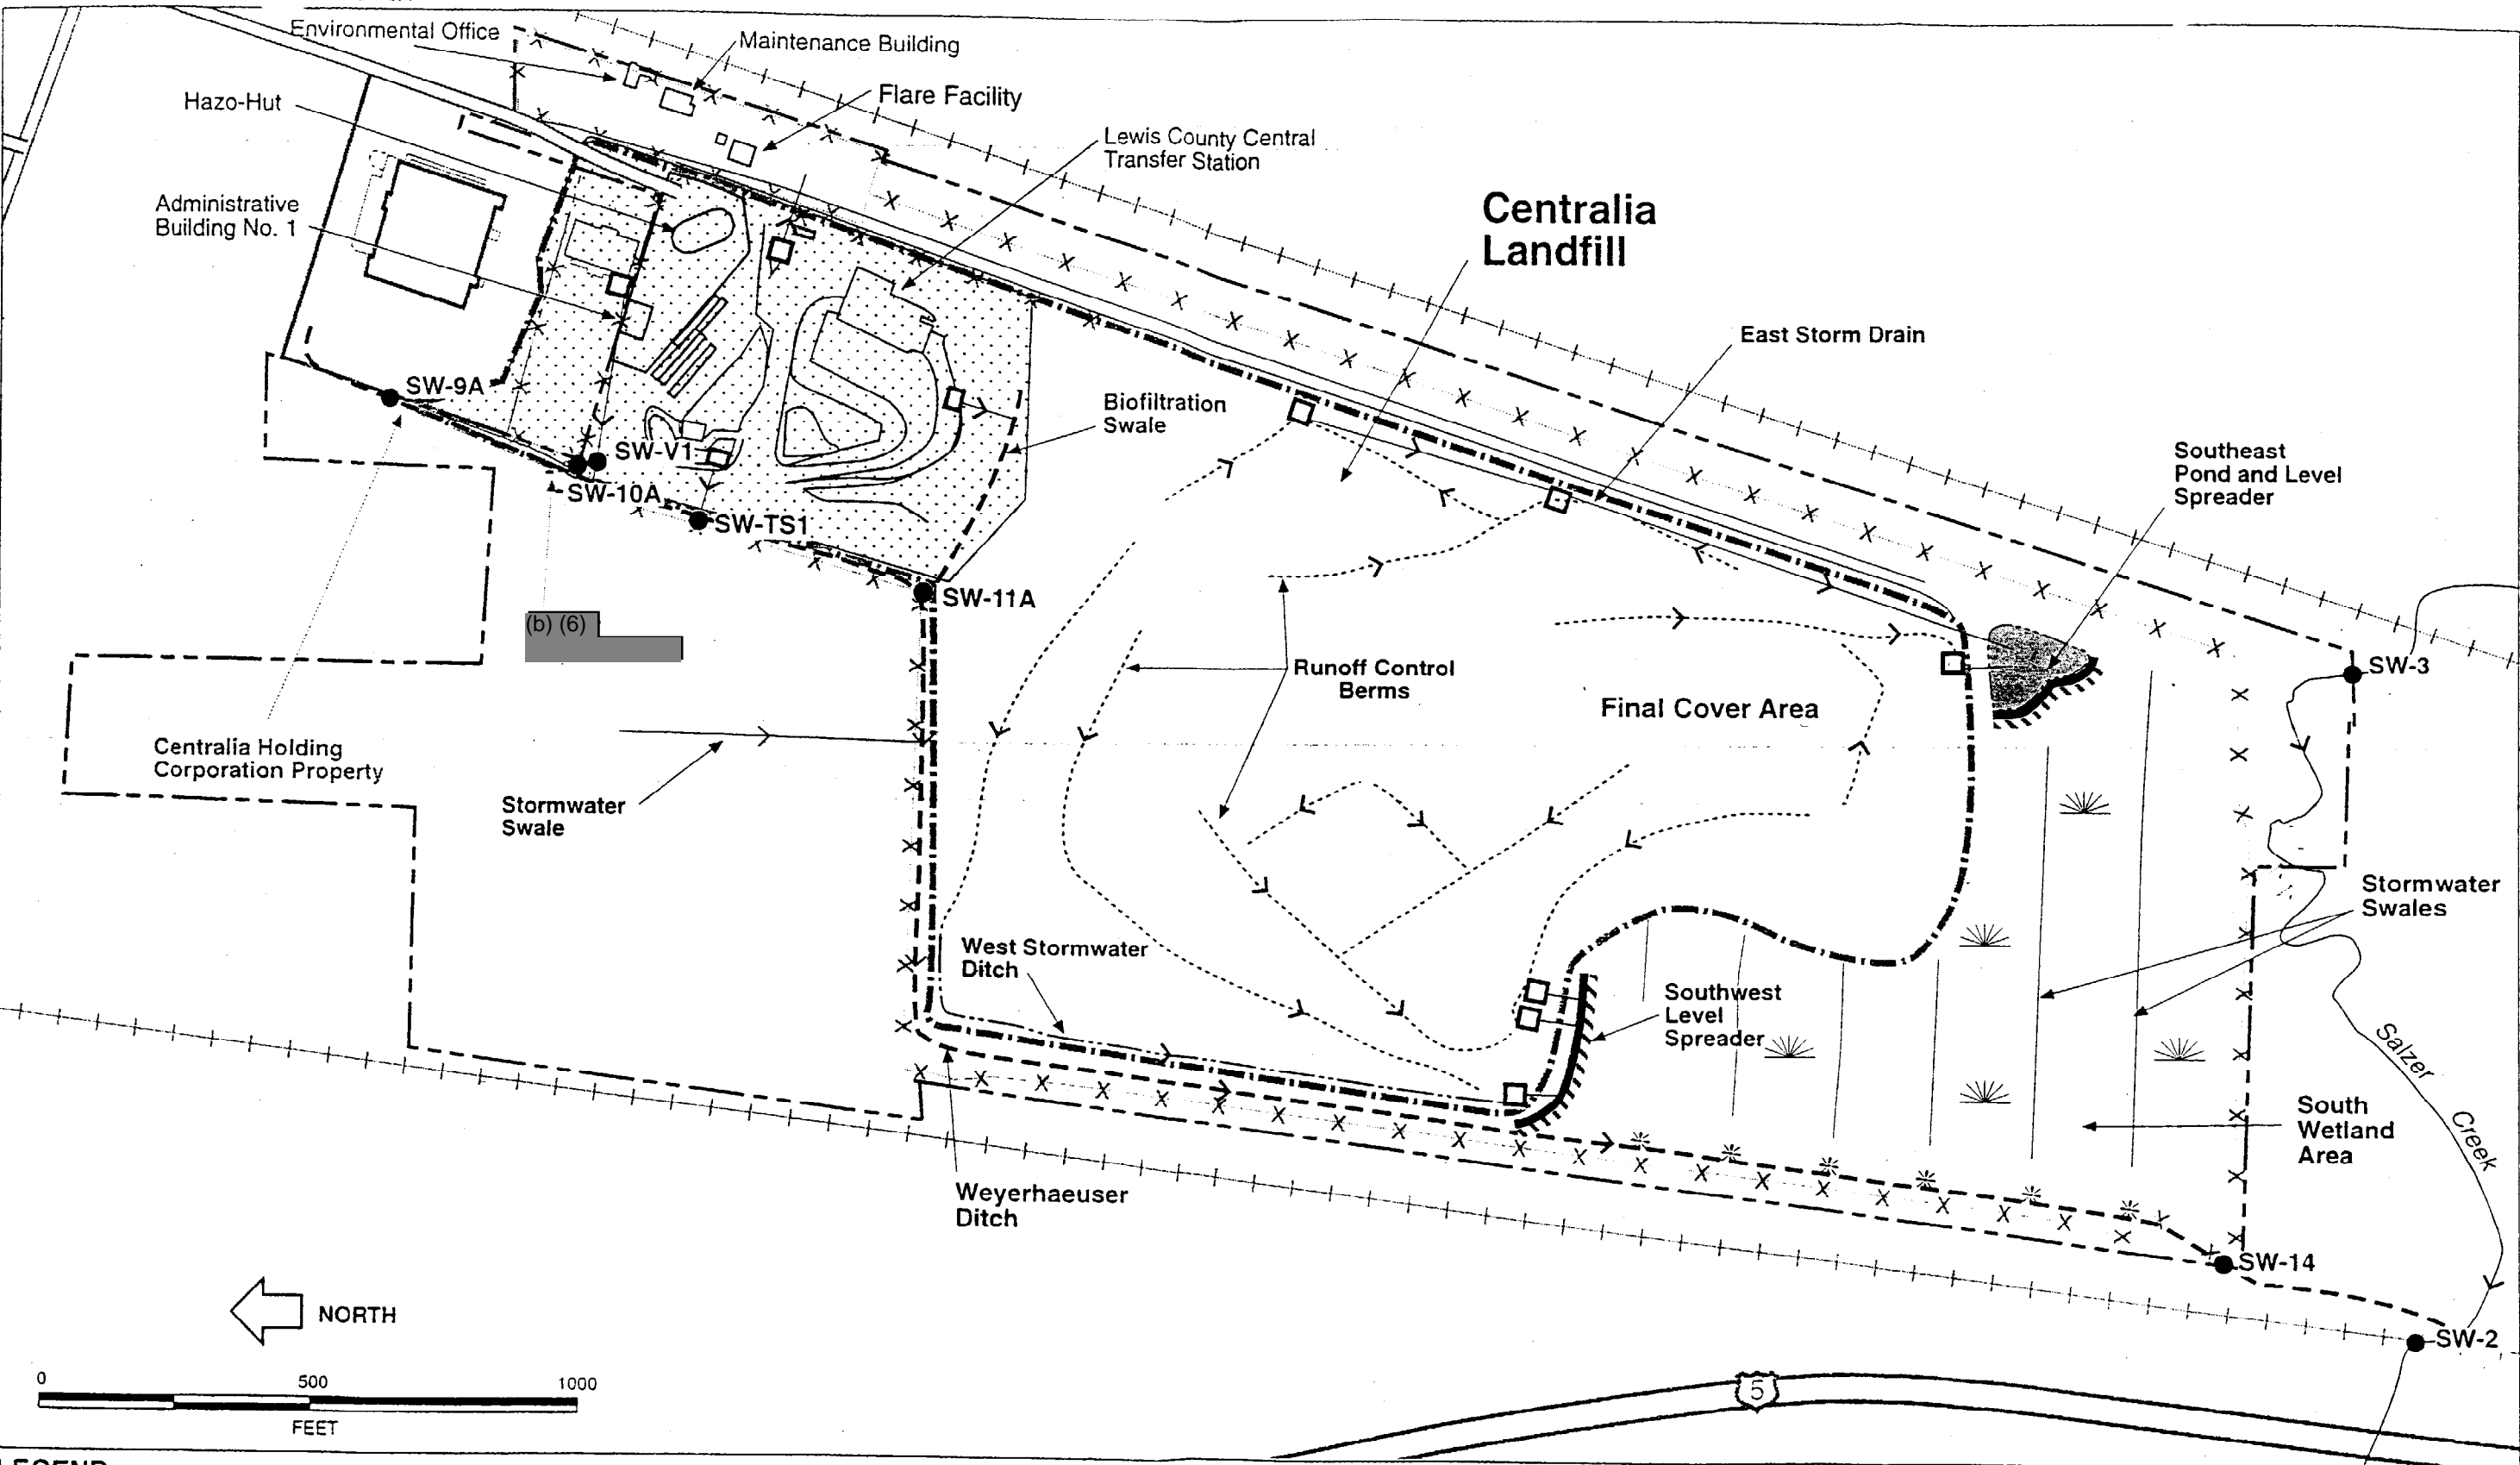 Environmental Office
Maintenance Building
Hazo-Hut
Flare Facility
Lewis County Central
Transfer Station
Administrative
Building No. 1
Centralia
Landfill
East Storm Drain
SW-9A
Biofiltration
Swale
Southeast
Pond and Level
Spreader
SW-V1
SW-10A
SW-TS1
SW-11A
(b) (6)
Runoff Control
Berms
SW-3
Final Cover Area
Centralia Holding
Corporation Property
Stormwater
Swale
Stormwater
Swales
West Stormwater
Ditch
Southwest
Level
Spreader
Salzer
Creek
South
Wetland
Area
Weyerhaeuser
Ditch
SW-14
NORTH
SW-2
0 500 1000
FEET
5
LEGEND